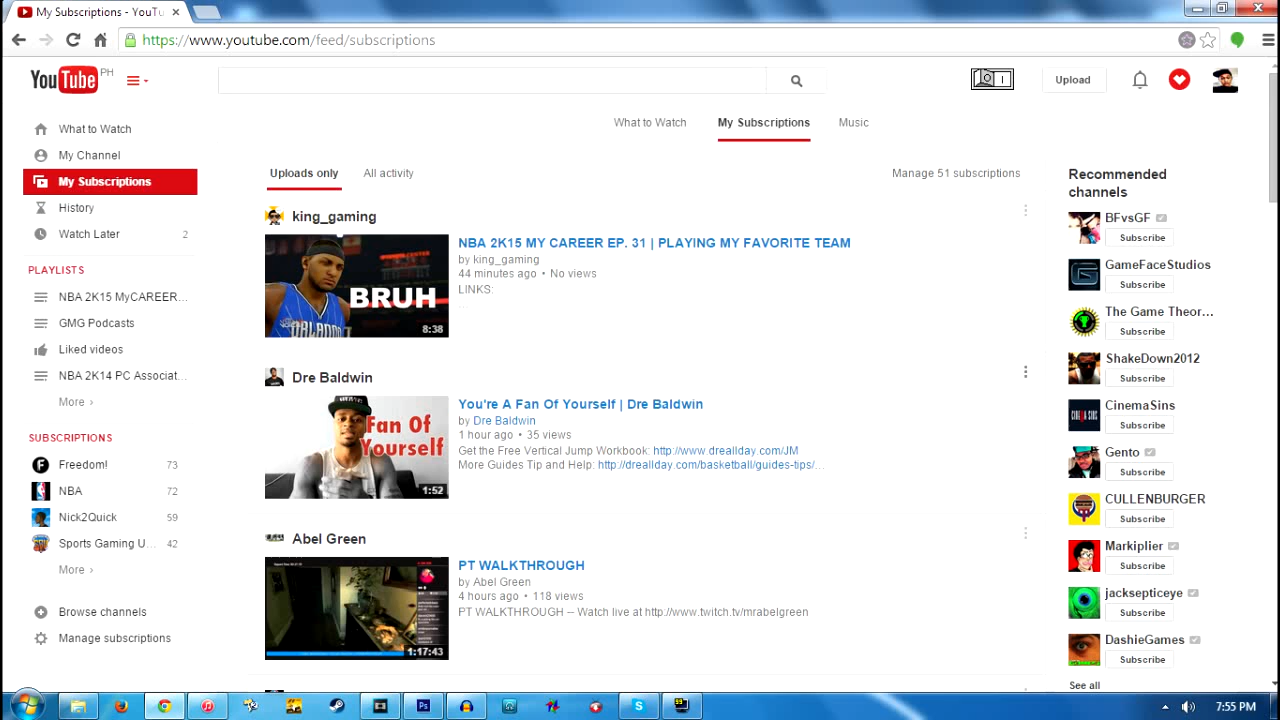 My Subscriptions - YouTu
https://www.youtube.com/feed/subscriptions
YouTube PH
Upload
What to Watch
My Subscriptions
Music
What to Watch
My Channel
My Subscriptions
History
Watch Later 2
PLAYLISTS
NBA 2K15 MyCAREER...
GMG Podcasts
Liked videos
NBA 2K14 PC Associat...
More ›
SUBSCRIPTIONS
Freedom! 73
NBA 72
Nick2Quick 59
Sports Gaming U... 42
More ›
Browse channels
Manage subscriptions
Uploads only
All activity
Manage 51 subscriptions
king_gaming
BRUH
ORLANDO
8:38
NBA 2K15 MY CAREER EP. 31 | PLAYING MY FAVORITE TEAM
by king_gaming
44 minutes ago • No views
LINKS:
Dre Baldwin
Fan Of
Yourself
1:52
You're A Fan Of Yourself | Dre Baldwin
by Dre Baldwin
1 hour ago • 35 views
Get the Free Vertical Jump Workbook: http://www.dreallday.com/JM
More Guides Tip and Help: http://dreallday.com/basketball/guides-tips/...
Abel Green
1:17:43
PT WALKTHROUGH
by Abel Green
4 hours ago • 118 views
PT WALKTHROUGH -- Watch live at http://www.twitch.tv/mrabelgreen
Recommended
channels
BFvsGF
Subscribe
GameFaceStudios
Subscribe
The Game Theor...
Subscribe
ShakeDown2012
Subscribe
CinemaSins
Subscribe
Gento
Subscribe
CULLENBURGER
Subscribe
Markiplier
Subscribe
jacksepticeye
Subscribe
DashieGames
Subscribe
See all
7:55 PM